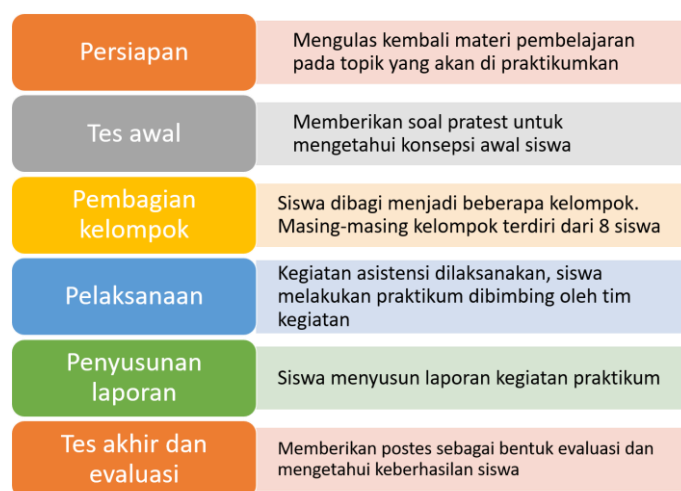 Persiapan
Mengulas kembali materi pembelajaran
pada topik yang akan di praktikumkan
Tes awal
Memberikan soal pratest untuk
mengetahui konsepsi awal siswa
Pembagian
kelompok
Siswa dibagi menjadi beberapa kelompok.
Masing-masing kelompok terdiri dari 8 siswa
Pelaksanaan
Kegiatan asistensi dilaksanakan, siswa
melakukan praktikum dibimbing oleh tim
kegiatan
Penyusunan
laporan
Siswa menyusun laporan kegiatan praktikum
Tes akhir dan
evaluasi
Memberikan postes sebagai bentuk evaluasi dan
mengetahui keberhasilan siswa